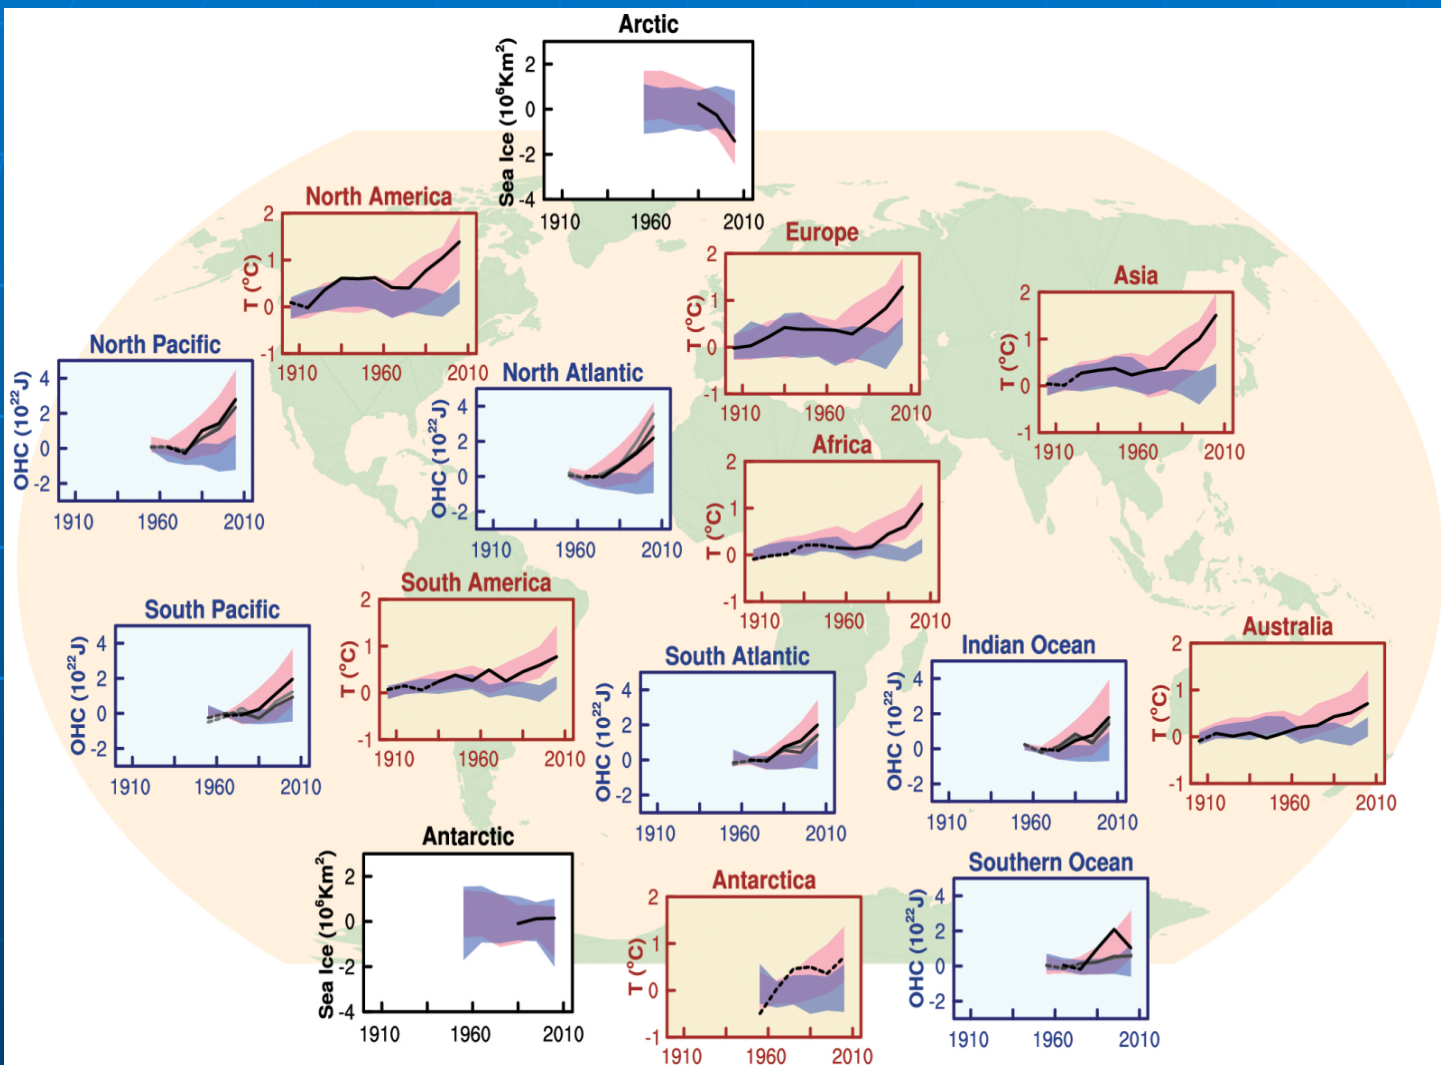 Arctic
Sea Ice (10⁶Km²)
2
0
-2
-4
1910 1960 2010
North America
T (°C)
2
1
0
-1
1910 1960 2010
Europe
T (°C)
2
1
0
-1
1910 1960 2010
Asia
T (°C)
2
1
0
-1
1910 1960 2010
North Pacific
OHC (10²²J)
4
2
0
-2
1910 1960 2010
North Atlantic
OHC (10²²J)
4
2
0
-2
1910 1960 2010
Africa
T (°C)
2
1
0
-1
1910 1960 2010
South Pacific
OHC (10²²J)
4
2
0
-2
1910 1960 2010
South America
T (°C)
2
1
0
-1
1910 1960 2010
South Atlantic
OHC (10²²J)
4
2
0
-2
1910 1960 2010
Indian Ocean
OHC (10²²J)
4
2
0
-2
1910 1960 2010
Australia
T (°C)
2
1
0
-1
1910 1960 2010
Antarctic
Sea Ice (10⁶Km²)
2
0
-2
-4
1910 1960 2010
Antarctica
T (°C)
2
1
0
-1
1910 1960 2010
Southern Ocean
OHC (10²²J)
4
2
0
-2
1910 1960 2010